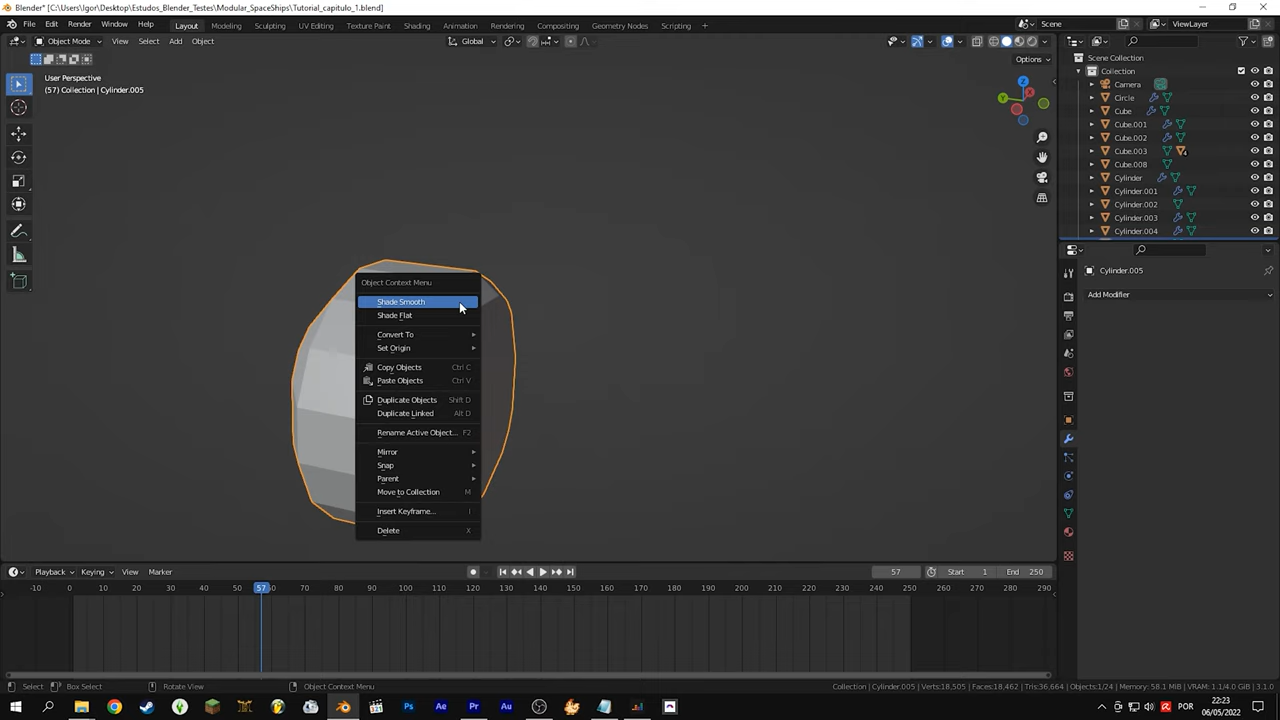 Blender* [C:\Users\Igor\Desktop\Estudos_Blender_Testes\Modular_SpaceShips\Tutorial_capitulo_1.blend]
File Edit Render Window Help Layout Modeling Sculpting UV Editing Texture Paint Shading Animation Rendering Compositing Geometry Nodes Scripting + Scene ViewLayer
Object Mode View Select Add Object Global
Options
User Perspective
(57) Collection | Cylinder.005
Z
Y
X
Scene Collection
Collection
Camera
Circle
Cube
Cube.001
Cube.002
Cube.003
Cube.008
Cylinder
Cylinder.001
Cylinder.002
Cylinder.003
Cylinder.004
Cylinder.005
Add Modifier
Object Context Menu
Shade Smooth
Shade Flat
Convert To
Set Origin
Copy Objects Ctrl C
Paste Objects Ctrl V
Duplicate Objects Shift D
Duplicate Linked Alt D
Rename Active Object... F2
Mirror
Snap
Parent
Move to Collection M
Insert Keyframe... I
Delete X
Playback Keying View Marker 57 Start 1 End 250
-10 0 10 20 30 40 50 57 70 80 90 100 110 120 130 140 150 160 170 180 190 200 210 220 230 240 250 260 270 280 290
Select Box Select Rotate View Object Context Menu Collection | Cylinder.005 | Verts:18,505 | Faces:18,462 | Tris:36,664 | Objects:1/24 | Memory: 58.1 MiB | VRAM: 1.1/4.0 GiB | 3.1.0
Ps Ae Pr Au POR 22:23
06/05/2022